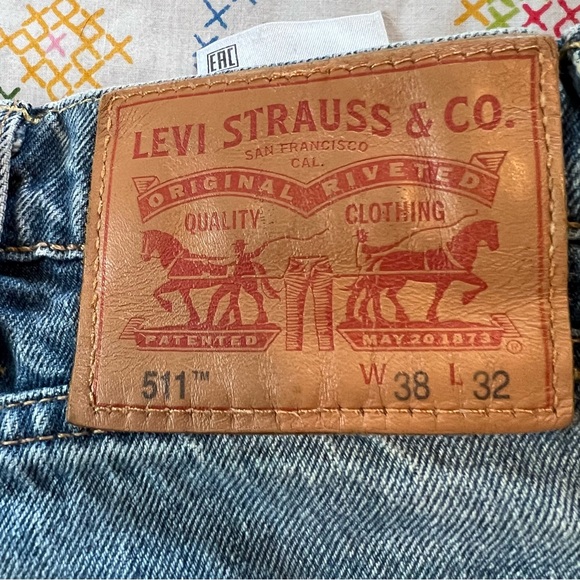 EAC
LEVI STRAUSS & CO.
SAN FRANCISCO
CAL.
ORIGINAL RIVETED
QUALITY CLOTHING
PATENTED MAY.20.1873 ®
511™ W 38 L 32